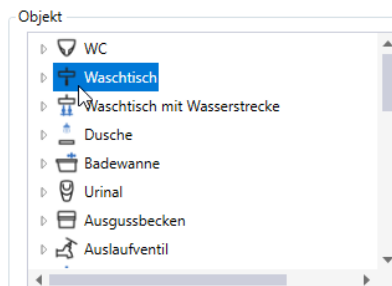 Objekt
WC
Waschtisch
Waschtisch mit Wasserstrecke
Dusche
Badewanne
Urinal
Ausgussbecken
Auslaufventil